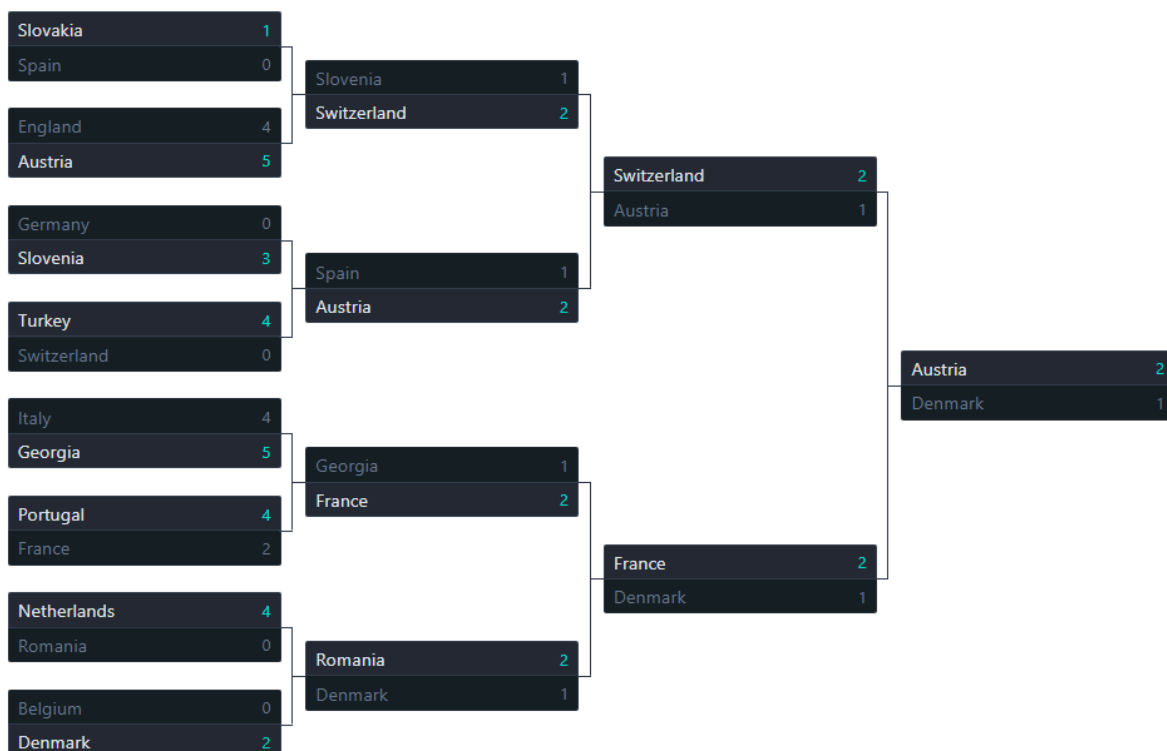 Slovakia 1
Spain 0
England 4
Austria 5
Germany 0
Slovenia 3
Turkey 4
Switzerland 0
Italy 4
Georgia 5
Portugal 4
France 2
Netherlands 4
Romania 0
Belgium 0
Denmark 2
Slovenia 1
Switzerland 2
Spain 1
Austria 2
Georgia 1
France 2
Romania 2
Denmark 1
Switzerland 2
Austria 1
France 2
Denmark 1
Austria 2
Denmark 1